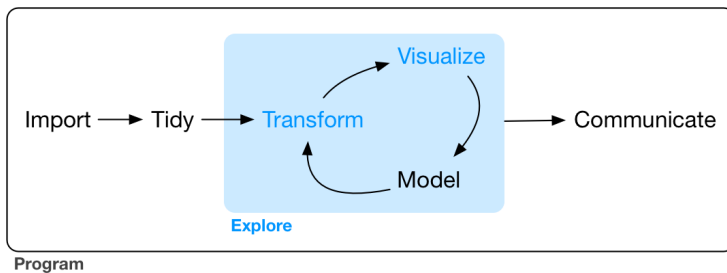 Visualize
Import Tidy Transform Communicate
Model
Explore
Program